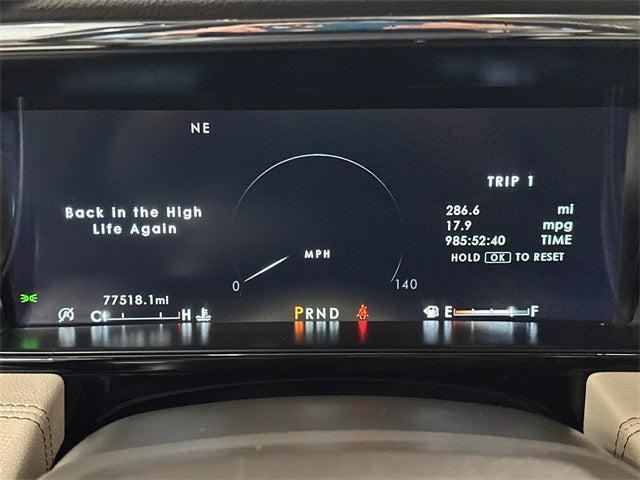 NE
TRIP 1
Back in the High
Life Again
286.6 mi
17.9 mpg
985:52:40 TIME
HOLD OK TO RESET
MPH
0 140
77518.1mi
C H
PRND
E F